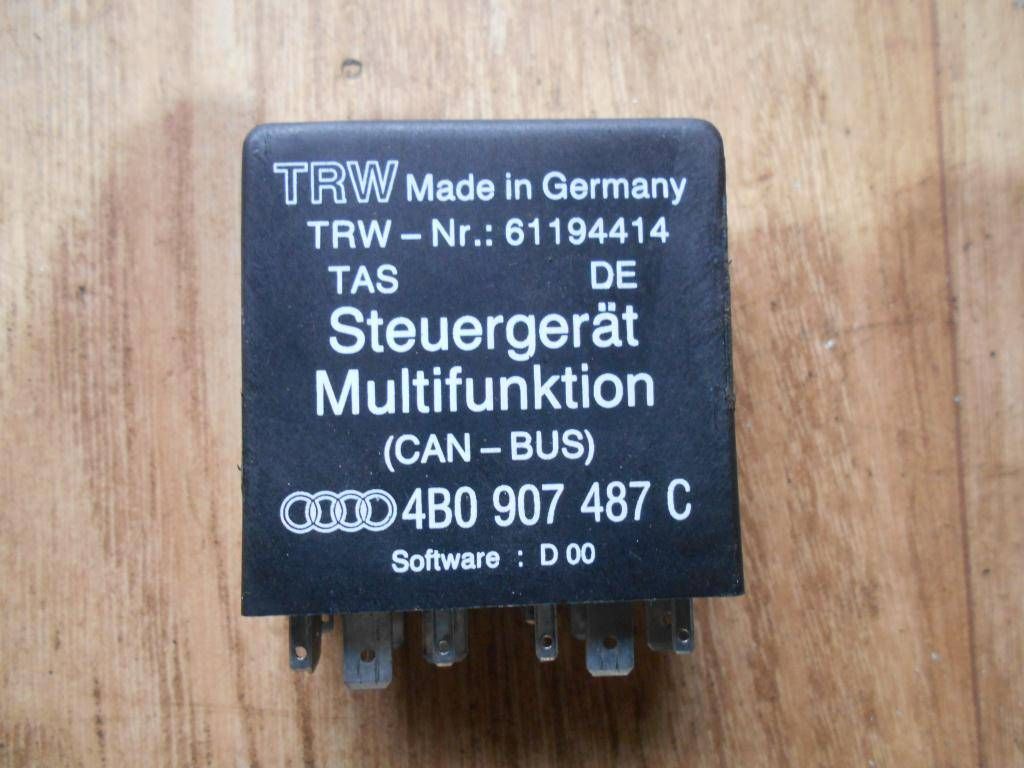 TRW Made in Germany
TRW – Nr.: 61194414
TAS DE
Steuergerät
Multifunktion
(CAN – BUS)
4B0 907 487 C
Software : D 00